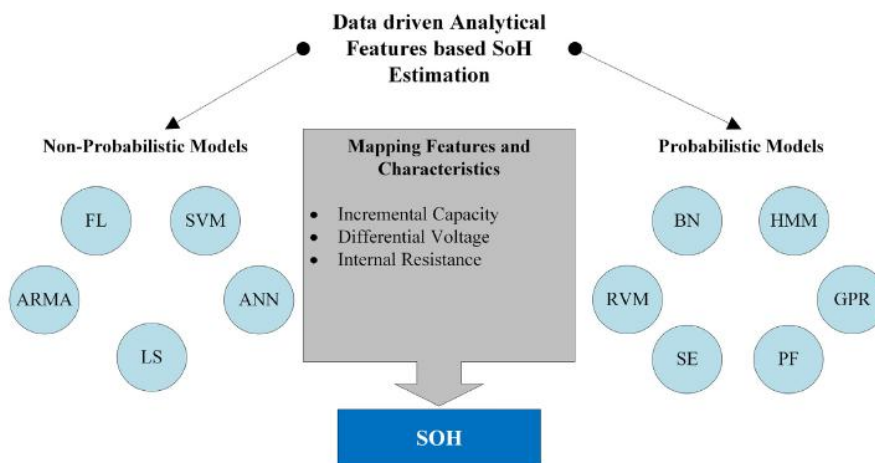 Data driven Analytical
Features based SoH
Estimation
Non-Probabilistic Models
Mapping Features and
Characteristics
Probabilistic Models
• Incremental Capacity
• Differential Voltage
• Internal Resistance
FL
SVM
ARMA
ANN
LS
BN
HMM
RVM
GPR
SE
PF
SOH